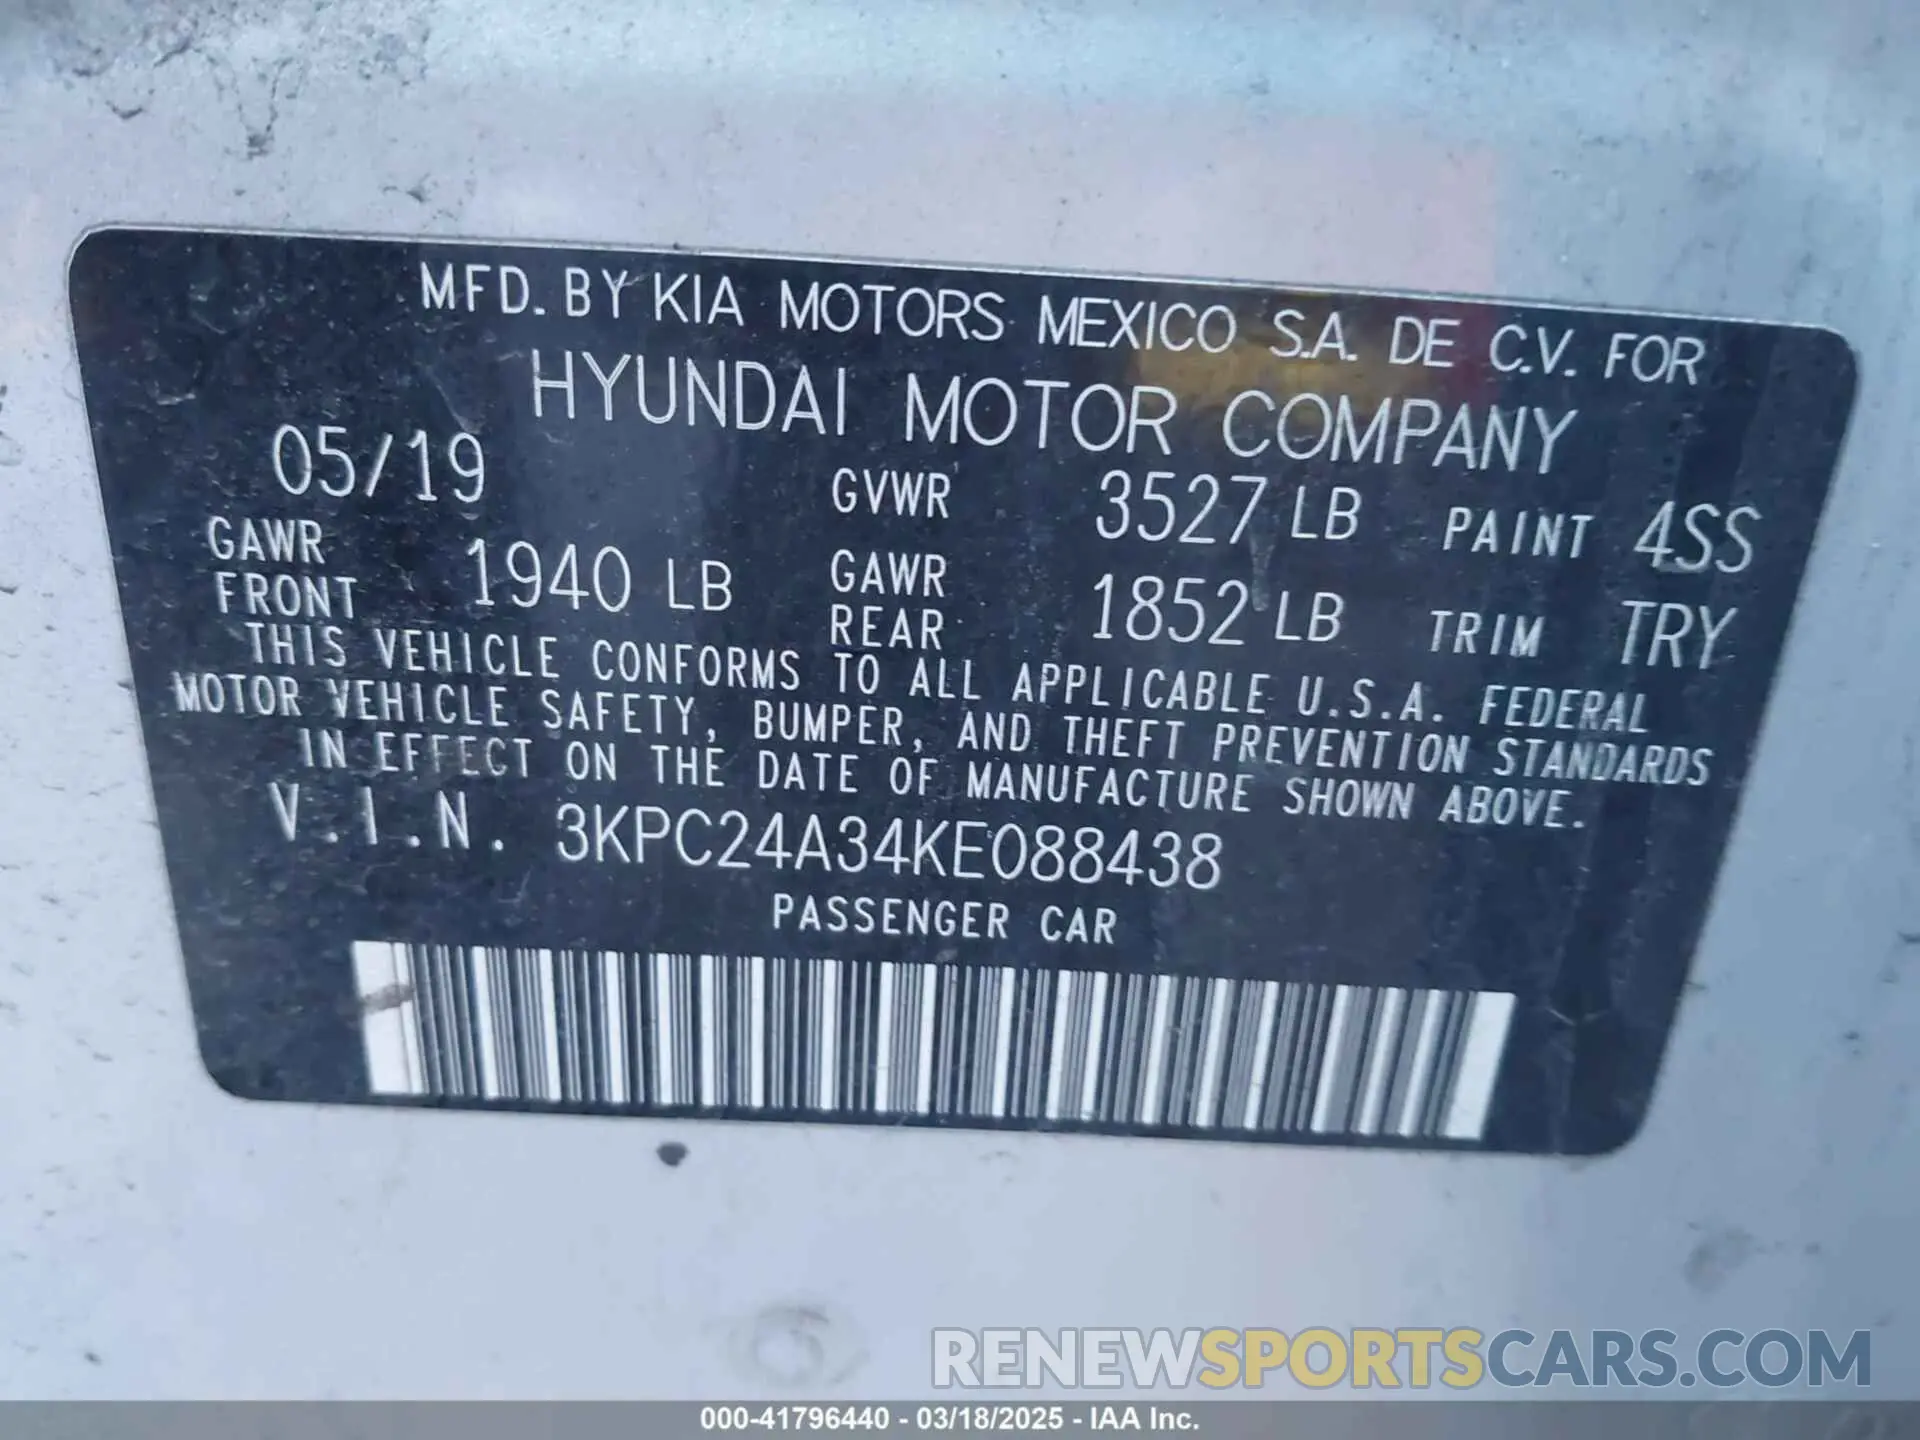 MFD. BY KIA MOTORS MEXICO S.A. DE C.V. FOR
HYUNDAI MOTOR COMPANY
05/19 GVWR 3527 LB PAINT 4SS
GAWR FRONT 1940 LB GAWR REAR 1852 LB TRIM TRY
THIS VEHICLE CONFORMS TO ALL APPLICABLE U.S.A. FEDERAL
MOTOR VEHICLE SAFETY, BUMPER, AND THEFT PREVENTION STANDARDS
IN EFFECT ON THE DATE OF MANUFACTURE SHOWN ABOVE.
V.I.N. 3KPC24A34KE088438
PASSENGER CAR
RENEWSPORTSCARS.COM
000-41796440 - 03/18/2025 - IAA Inc.